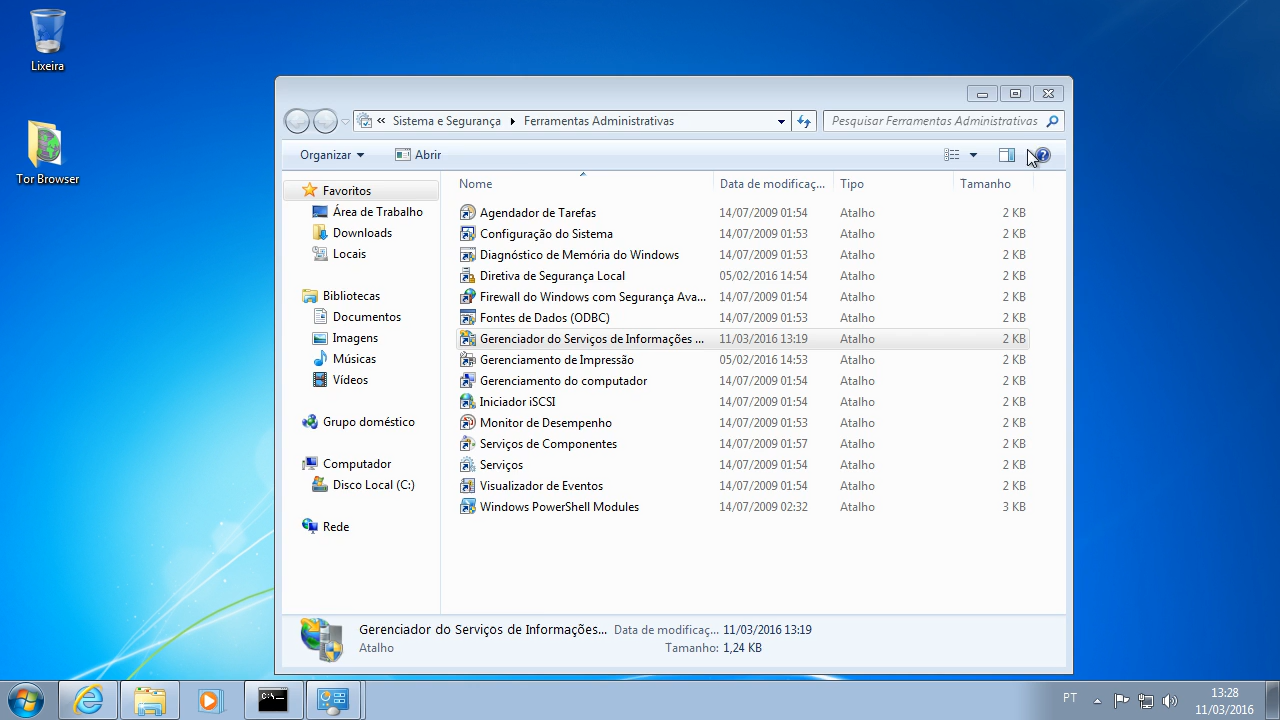 Lixeira
Tor Browser
« Sistema e Segurança Ferramentas Administrativas
Pesquisar Ferramentas Administrativas
Organizar Abrir
Nome Data de modificaç... Tipo Tamanho
Favoritos
Área de Trabalho
Downloads
Locais
Bibliotecas
Documentos
Imagens
Músicas
Vídeos
Grupo doméstico
Computador
Disco Local (C:)
Rede
Agendador de Tarefas 14/07/2009 01:54 Atalho 2 KB
Configuração do Sistema 14/07/2009 01:53 Atalho 2 KB
Diagnóstico de Memória do Windows 14/07/2009 01:53 Atalho 2 KB
Diretiva de Segurança Local 05/02/2016 14:54 Atalho 2 KB
Firewall do Windows com Segurança Ava... 14/07/2009 01:54 Atalho 2 KB
Fontes de Dados (ODBC) 14/07/2009 01:53 Atalho 2 KB
Gerenciador do Serviços de Informações ... 11/03/2016 13:19 Atalho 2 KB
Gerenciamento de Impressão 05/02/2016 14:53 Atalho 2 KB
Gerenciamento do computador 14/07/2009 01:54 Atalho 2 KB
Iniciador iSCSI 14/07/2009 01:54 Atalho 2 KB
Monitor de Desempenho 14/07/2009 01:53 Atalho 2 KB
Serviços de Componentes 14/07/2009 01:57 Atalho 2 KB
Serviços 14/07/2009 01:54 Atalho 2 KB
Visualizador de Eventos 14/07/2009 01:54 Atalho 2 KB
Windows PowerShell Modules 14/07/2009 02:32 Atalho 3 KB
Gerenciador do Serviços de Informações... Data de modificaç... 11/03/2016 13:19
Atalho Tamanho: 1,24 KB
C:\
PT
13:28
11/03/2016